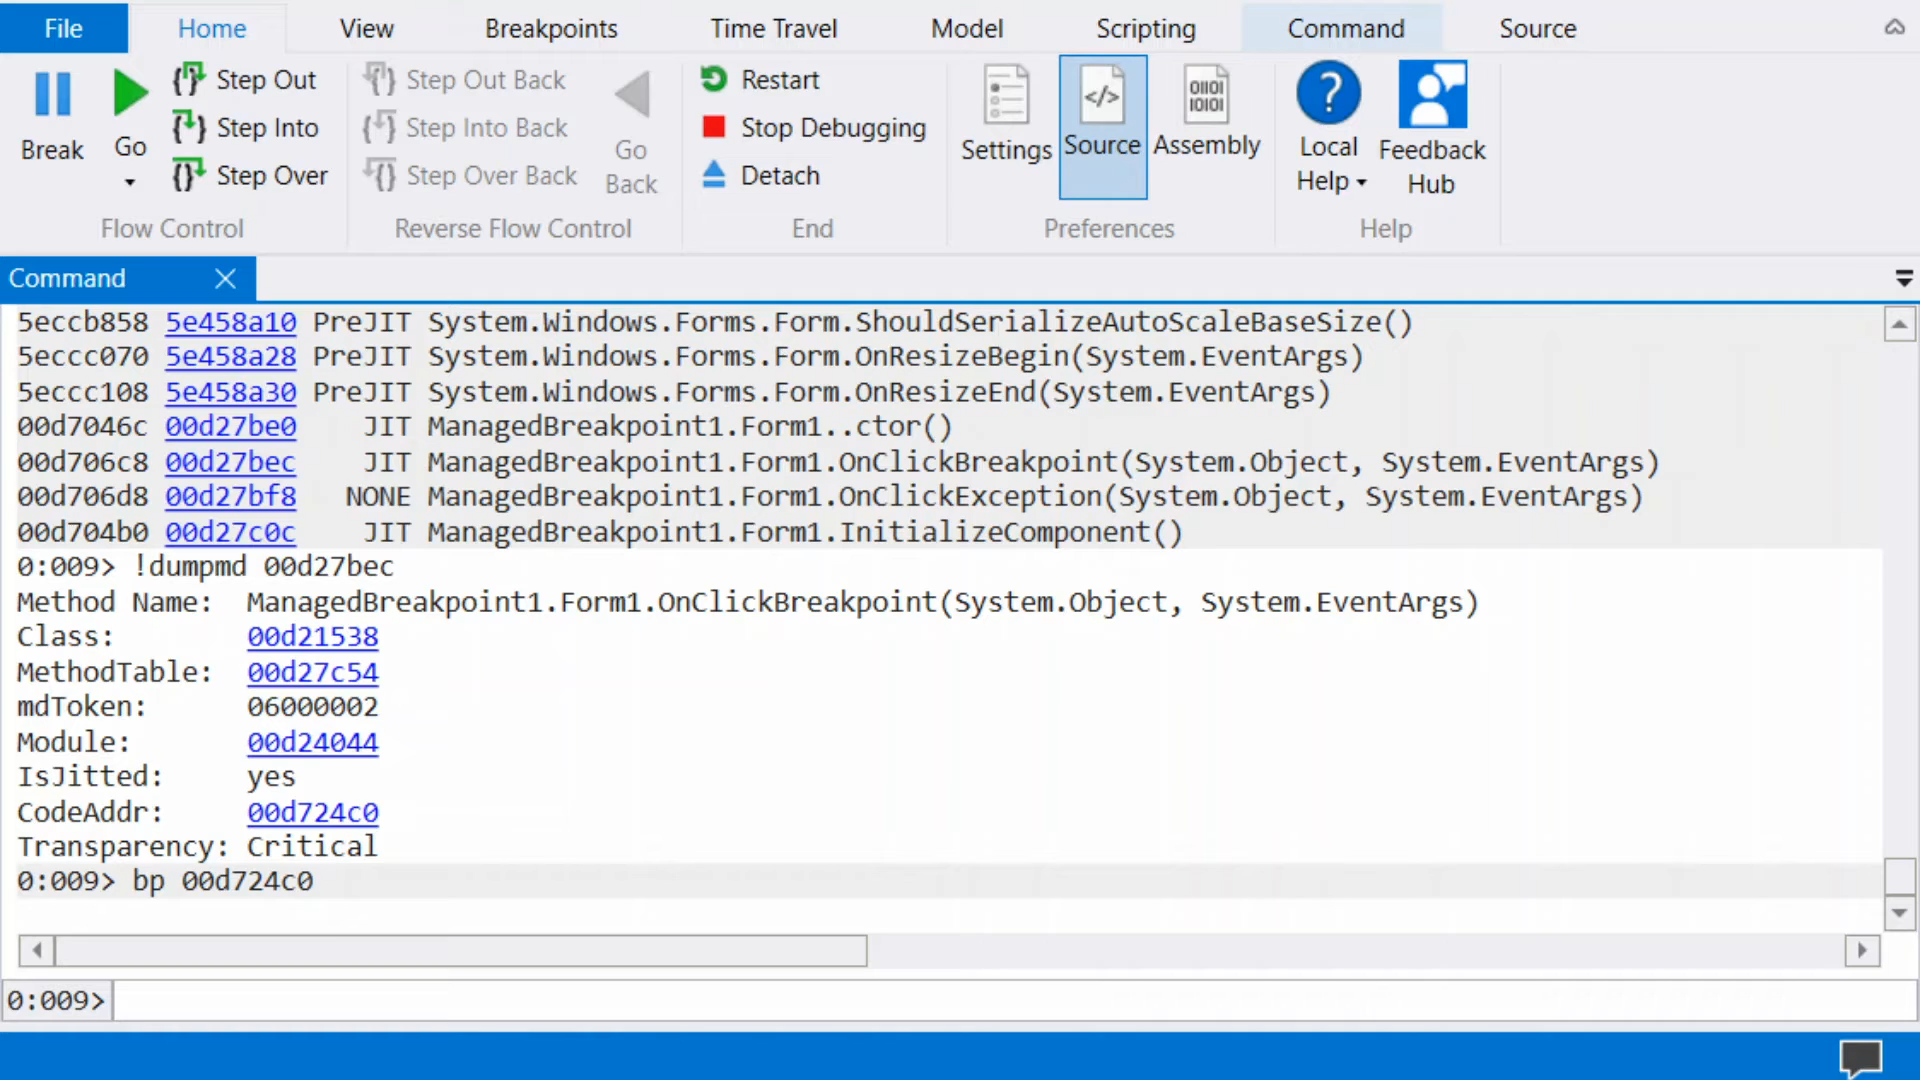 File Home View Breakpoints Time Travel Model Scripting Command Source
Break
Go
Step Out
Step Into
Step Over
Flow Control
Step Out Back
Step Into Back
Step Over Back
Go Back
Reverse Flow Control
Restart
Stop Debugging
Detach
End
Settings
Source
Assembly
Preferences
Local Help
Feedback Hub
Help
Command
5eccb858 5e458a10 PreJIT System.Windows.Forms.Form.ShouldSerializeAutoScaleBaseSize()
5eccc070 5e458a28 PreJIT System.Windows.Forms.Form.OnResizeBegin(System.EventArgs)
5eccc108 5e458a30 PreJIT System.Windows.Forms.Form.OnResizeEnd(System.EventArgs)
00d7046c 00d27be0 JIT ManagedBreakpoint1.Form1..ctor()
00d706c8 00d27bec JIT ManagedBreakpoint1.Form1.OnClickBreakpoint(System.Object, System.EventArgs)
00d706d8 00d27bf8 NONE ManagedBreakpoint1.Form1.OnClickException(System.Object, System.EventArgs)
00d704b0 00d27c0c JIT ManagedBreakpoint1.Form1.InitializeComponent()
0:009> !dumpmd 00d27bec
Method Name: ManagedBreakpoint1.Form1.OnClickBreakpoint(System.Object, System.EventArgs)
Class: 00d21538
MethodTable: 00d27c54
mdToken: 06000002
Module: 00d24044
IsJitted: yes
CodeAddr: 00d724c0
Transparency: Critical
0:009> bp 00d724c0
0:009>